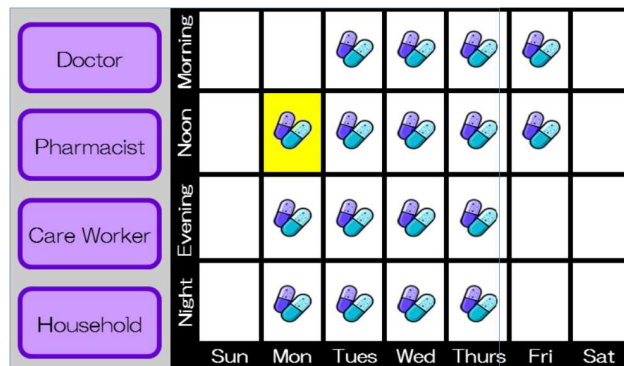 Doctor
Pharmacist
Care Worker
Household
Morning
Noon
Evening
Night
Sun Mon Tues Wed Thurs Fri Sat